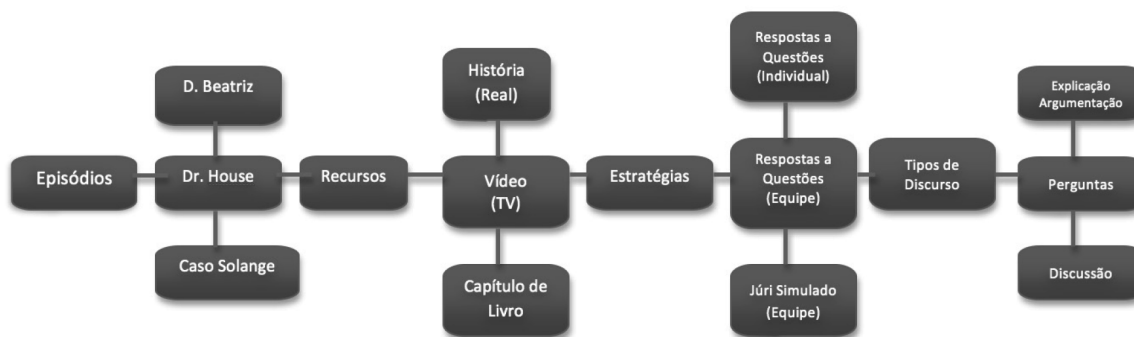 Episódios
D. Beatriz
Dr. House
Caso Solange
Recursos
História
(Real)
Vídeo
(TV)
Capítulo de
Livro
Estratégias
Respostas a
Questões
(Individual)
Respostas a
Questões
(Equipe)
Júri Simulado
(Equipe)
Tipos de
Discurso
Explicação
Argumentação
Perguntas
Discussão